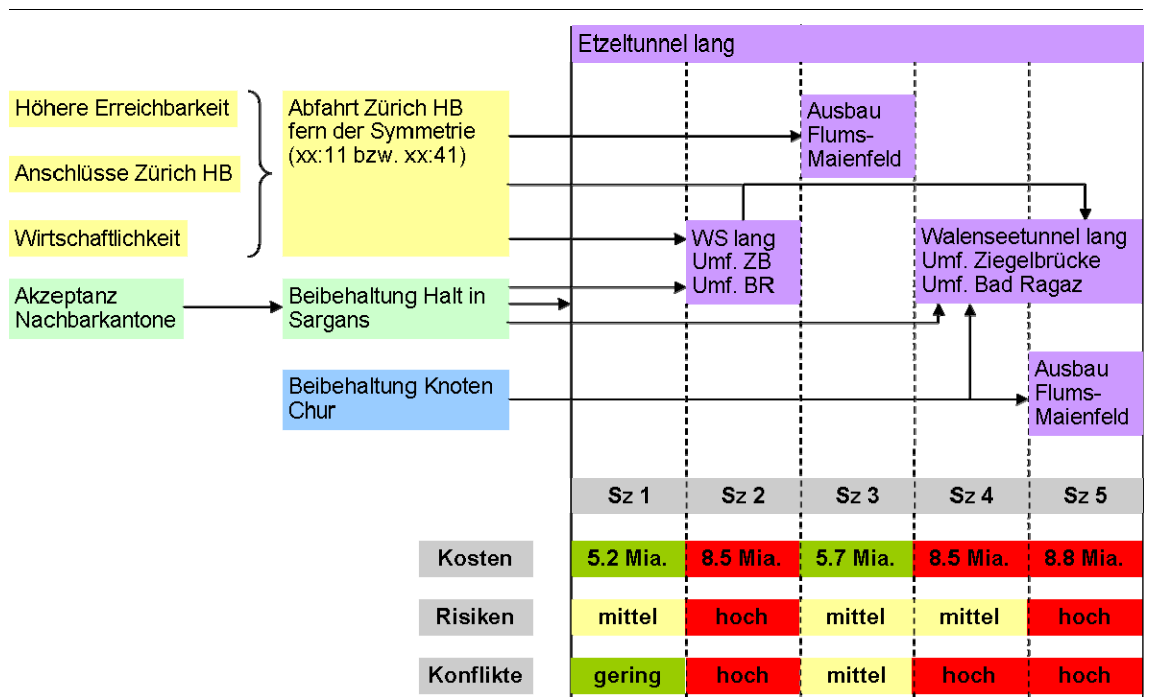 Etzeltunnel lang
Höhere Erreichbarkeit
Anschlüsse Zürich HB
Wirtschaftlichkeit
Abfahrt Zürich HB
fern der Symmetrie
(xx:11 bzw. xx:41)
Ausbau
Flums-
Maienfeld
WS lang
Umf. ZB
Umf. BR
Walenseetunnel lang
Umf. Ziegelbrücke
Umf. Bad Ragaz
Akzeptanz
Nachbarkantone
Beibehaltung Halt in
Sargans
Beibehaltung Knoten
Chur
Ausbau
Flums-
Maienfeld
Sz 1 Sz 2 Sz 3 Sz 4 Sz 5
Kosten 5.2 Mia. 8.5 Mia. 5.7 Mia. 8.5 Mia. 8.8 Mia.
Risiken mittel hoch mittel mittel hoch
Konflikte gering hoch mittel hoch hoch